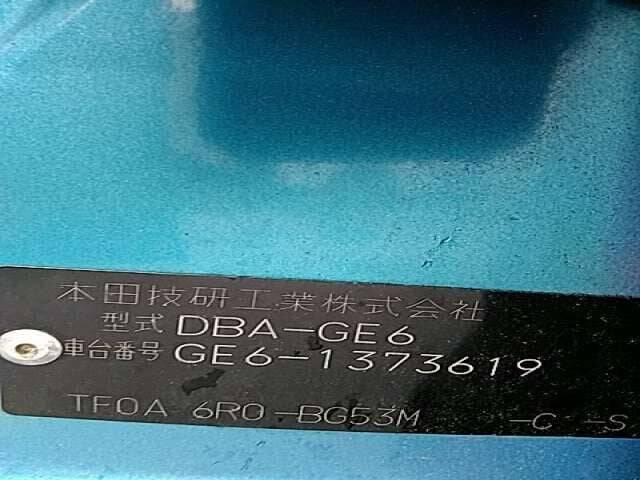 本田技研工業株式会社
型式 DBA-GE6
車台番号 GE6-1373619
TF0A 6R0-BG53M -C -S